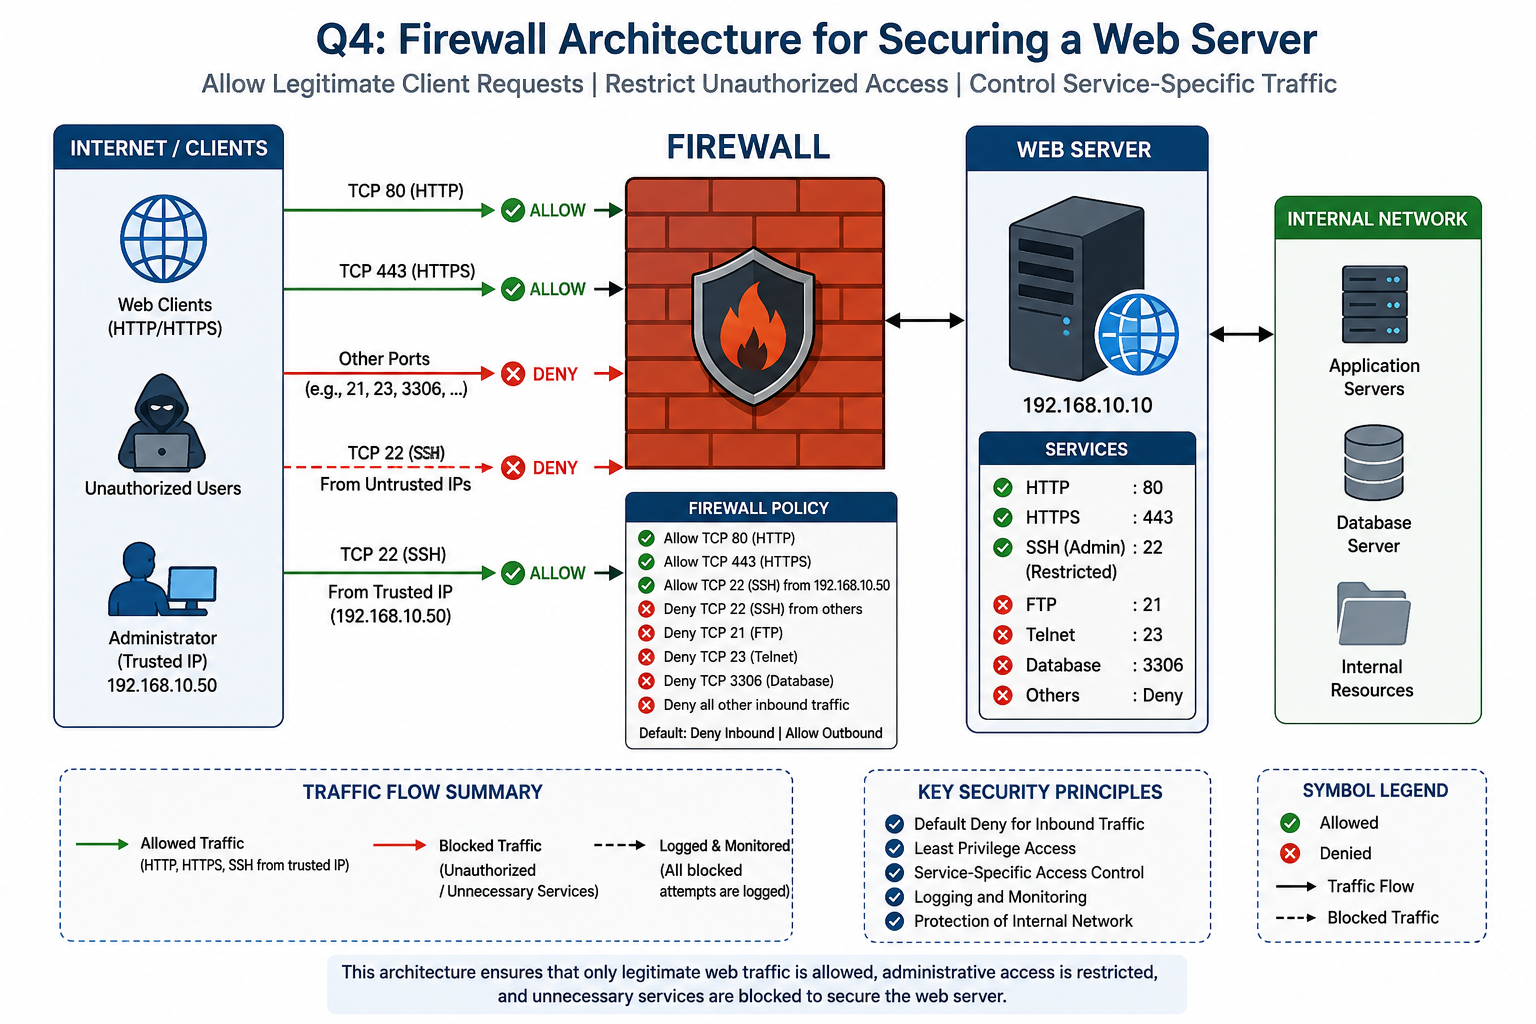 Q4: Firewall Architecture for Securing a Web Server
Allow Legitimate Client Requests | Restrict Unauthorized Access | Control Service-Specific Traffic
INTERNET / CLIENTS
Web Clients
(HTTP/HTTPS)
Unauthorized Users
Administrator
(Trusted IP)
192.168.10.50
TCP 80 (HTTP)
ALLOW
TCP 443 (HTTPS)
ALLOW
Other Ports
(e.g., 21, 23, 3306, ...)
DENY
TCP 22 (SSH)
From Untrusted IPs
DENY
TCP 22 (SSH)
From Trusted IP
(192.168.10.50)
ALLOW
FIREWALL
FIREWALL POLICY
Allow TCP 80 (HTTP)
Allow TCP 443 (HTTPS)
Allow TCP 22 (SSH) from 192.168.10.50
Deny TCP 22 (SSH) from others
Deny TCP 21 (FTP)
Deny TCP 23 (Telnet)
Deny TCP 3306 (Database)
Deny all other inbound traffic
Default: Deny Inbound | Allow Outbound
WEB SERVER
192.168.10.10
SERVICES
HTTP : 80
HTTPS : 443
SSH (Admin) : 22
(Restricted)
FTP : 21
Telnet : 23
Database : 3306
Others : Deny
INTERNAL NETWORK
Application
Servers
Database
Server
Internal
Resources
TRAFFIC FLOW SUMMARY
Allowed Traffic
(HTTP, HTTPS, SSH from trusted IP)
Blocked Traffic
(Unauthorized
/ Unnecessary Services)
Logged & Monitored
(All blocked
attempts are logged)
KEY SECURITY PRINCIPLES
Default Deny for Inbound Traffic
Least Privilege Access
Service-Specific Access Control
Logging and Monitoring
Protection of Internal Network
SYMBOL LEGEND
Allowed
Denied
Traffic Flow
Blocked Traffic
This architecture ensures that only legitimate web traffic is allowed, administrative access is restricted,
and unnecessary services are blocked to secure the web server.